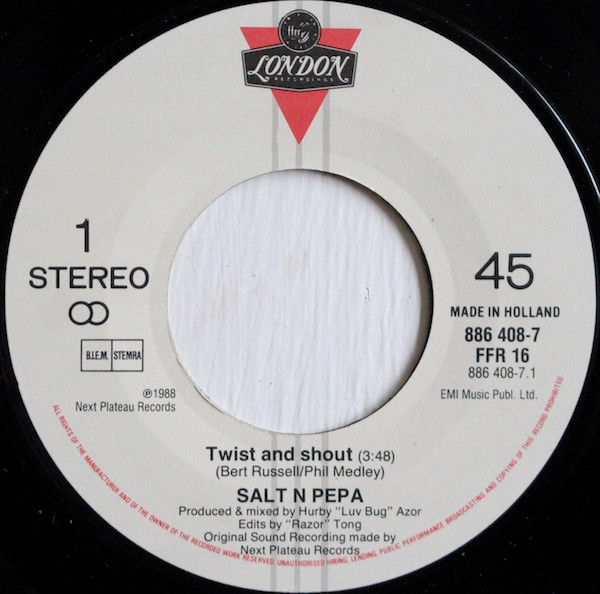 ffrr
LONDON
RECORDINGS
1
STEREO
B.I.E.M. STEMRA
℗1988
Next Plateau Records
45
MADE IN HOLLAND
886 408-7
FFR 16
886 408-7.1
EMI Music Publ. Ltd.
Twist and shout (3:48)
(Bert Russell/Phil Medley)
SALT N PEPA
Produced & mixed by Hurby "Luv Bug" Azor
Edits by "Razor" Tong
Original Sound Recording made by
Next Plateau Records
ALL RIGHTS OF THE MANUFACTURER AND OF THE OWNER OF THE RECORDED WORK RESERVED. UNAUTHORISED HIRING, LENDING, PUBLIC PERFORMANCE, BROADCASTING AND COPYING OF THIS RECORD PROHIBITED